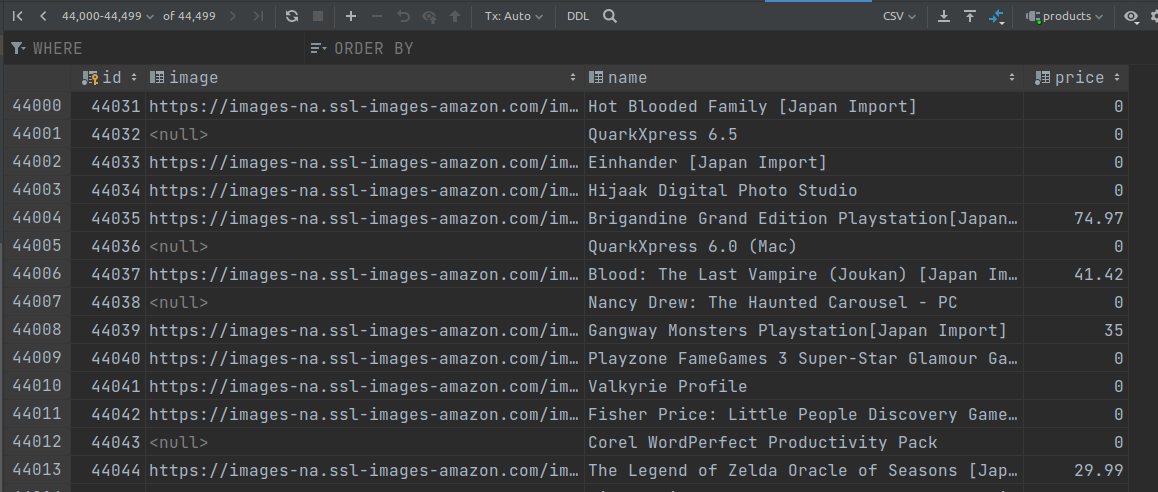 44,000-44,499 of 44,499 Tx: Auto DDL CSV products
WHERE ORDER BY
id image name price
44000 44031 https://images-na.ssl-images-amazon.com/im… Hot Blooded Family [Japan Import] 0
44001 44032 <null> QuarkXpress 6.5 0
44002 44033 https://images-na.ssl-images-amazon.com/im… Einhander [Japan Import] 0
44003 44034 https://images-na.ssl-images-amazon.com/im… Hijaak Digital Photo Studio 0
44004 44035 https://images-na.ssl-images-amazon.com/im… Brigandine Grand Edition Playstation[Japan… 74.97
44005 44036 <null> QuarkXpress 6.0 (Mac) 0
44006 44037 https://images-na.ssl-images-amazon.com/im… Blood: The Last Vampire (Joukan) [Japan Im… 41.42
44007 44038 <null> Nancy Drew: The Haunted Carousel - PC 0
44008 44039 https://images-na.ssl-images-amazon.com/im… Gangway Monsters Playstation[Japan Import] 35
44009 44040 https://images-na.ssl-images-amazon.com/im… Playzone FameGames 3 Super-Star Glamour Ga… 0
44010 44041 https://images-na.ssl-images-amazon.com/im… Valkyrie Profile 0
44011 44042 https://images-na.ssl-images-amazon.com/im… Fisher Price: Little People Discovery Game… 0
44012 44043 <null> Corel WordPerfect Productivity Pack 0
44013 44044 https://images-na.ssl-images-amazon.com/im… The Legend of Zelda Oracle of Seasons [Jap… 29.99